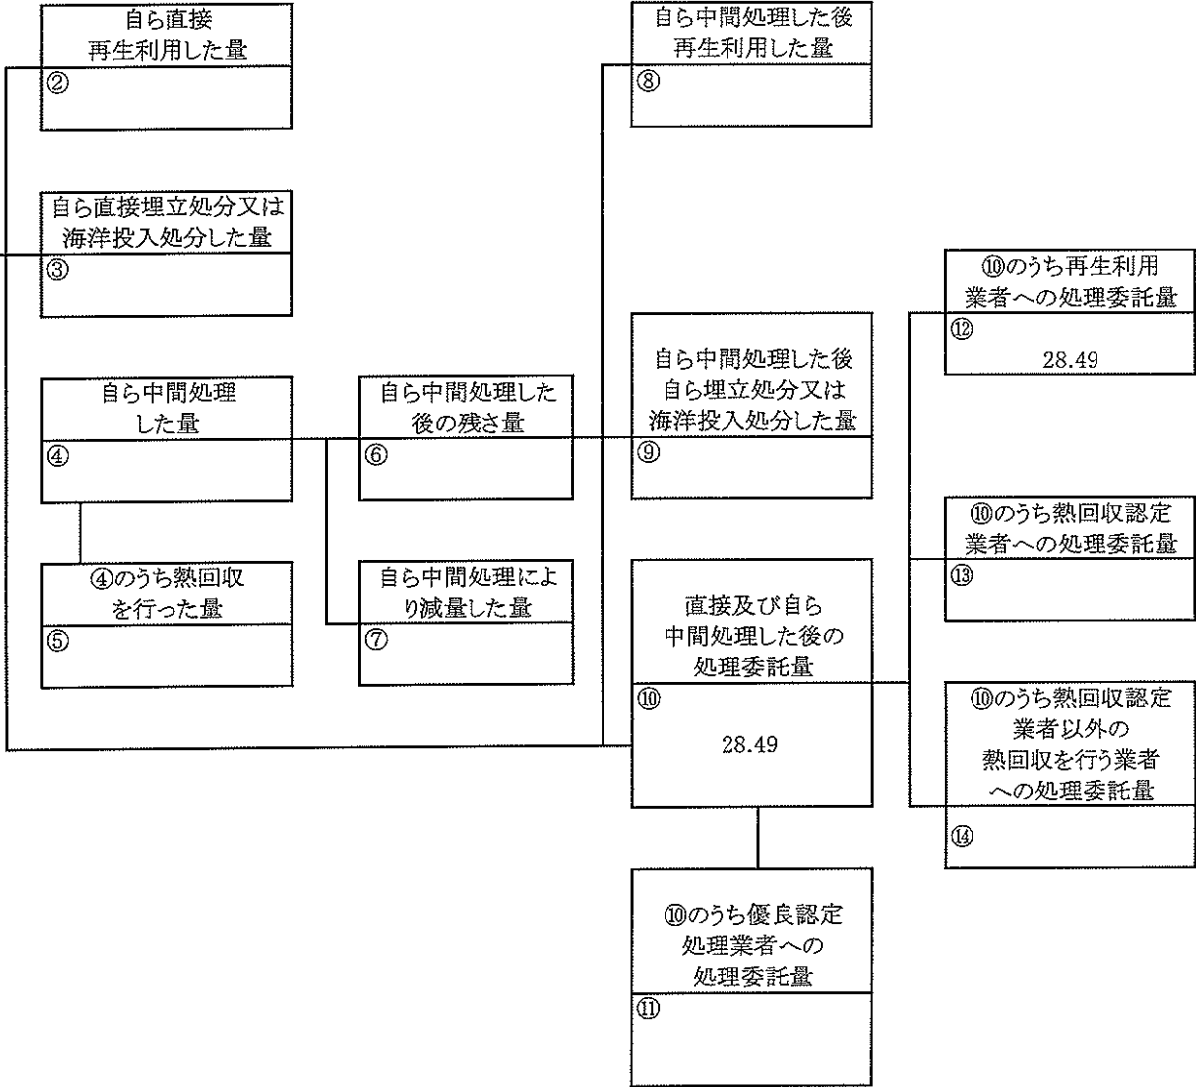 自ら直接
再生利用した量
②
自ら直接埋立処分又は
海洋投入処分した量
③
自ら中間処理
した量
④
④のうち熱回収
を行った量
⑤
自ら中間処理した
後の残さ量
⑥
自ら中間処理によ
り減量した量
⑦
自ら中間処理した後
再生利用した量
⑧
自ら中間処理した後
自ら埋立処分又は
海洋投入処分した量
⑨
直接及び自ら
中間処理した後の
処理委託量
⑩
28.49
⑩のうち優良認定
処理業者への
処理委託量
⑪
⑩のうち再生利用
業者への処理委託量
⑫
28.49
⑩のうち熱回収認定
業者への処理委託量
⑬
⑩のうち熱回収認定
業者以外の
熱回収を行う業者
への処理委託量
⑭